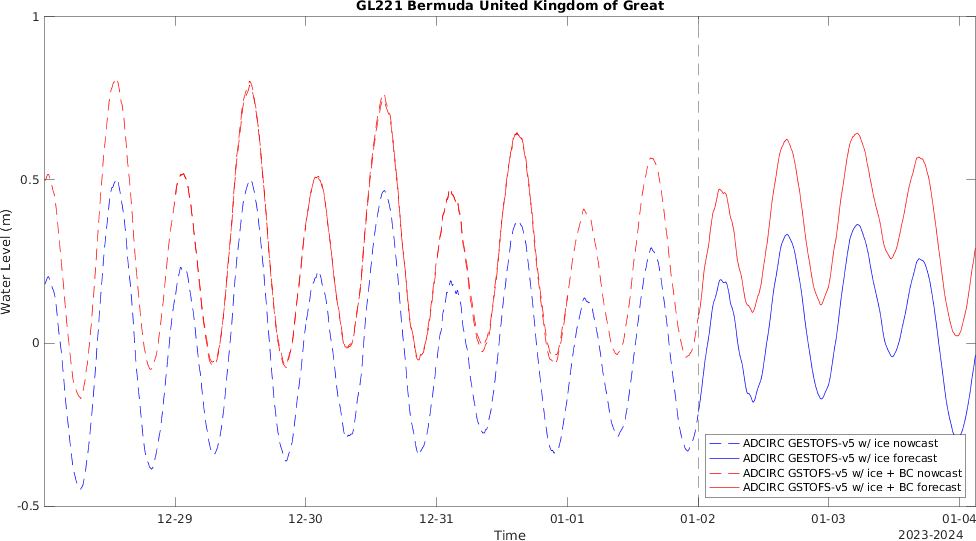 GL221 Bermuda United Kingdom of Great
1
0.5
0
-0.5
Water Level (m)
12-29
12-30
12-31
01-01
01-02
01-03
01-04
Time
2023-2024
ADCIRC GESTOFS-v5 w/ ice nowcast
ADCIRC GESTOFS-v5 w/ ice forecast
ADCIRC GSTOFS-v5 w/ ice + BC nowcast
ADCIRC GSTOFS-v5 w/ ice + BC forecast